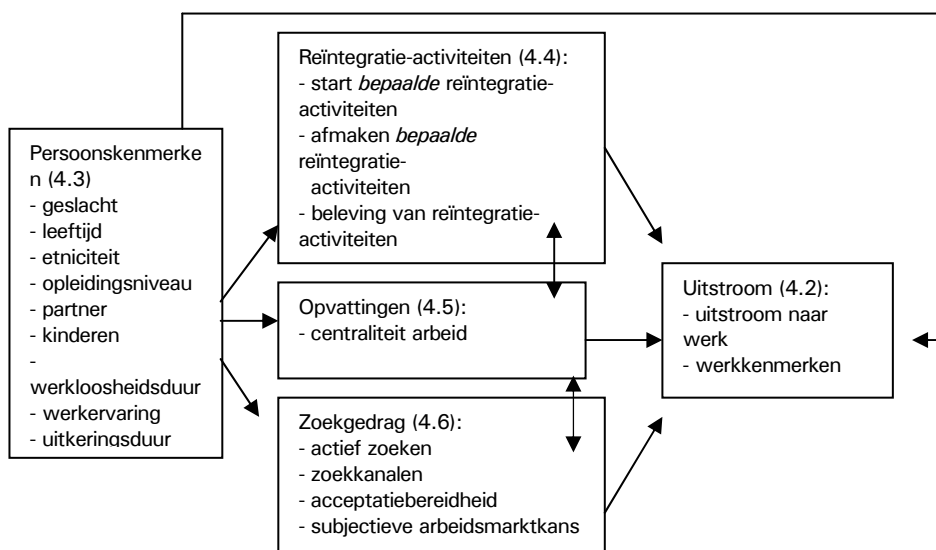 Persoonskenmerke
n (4.3)
- geslacht
- leeftijd
- etniciteit
- opleidingsniveau
- partner
- kinderen
-
werkloosheidsduur
- werkervaring
- uitkeringsduur
Reïntegratie-activiteiten (4.4):
- start bepaalde reïntegratie-
activiteiten
- afmaken bepaalde
reïntegratie-
activiteiten
- beleving van reïntegratie-
activiteiten
Opvattingen (4.5):
- centraliteit arbeid
Zoekgedrag (4.6):
- actief zoeken
- zoekkanalen
- acceptatiebereidheid
- subjectieve arbeidsmarktkans
Uitstroom (4.2):
- uitstroom naar
werk
- werkkenmerken